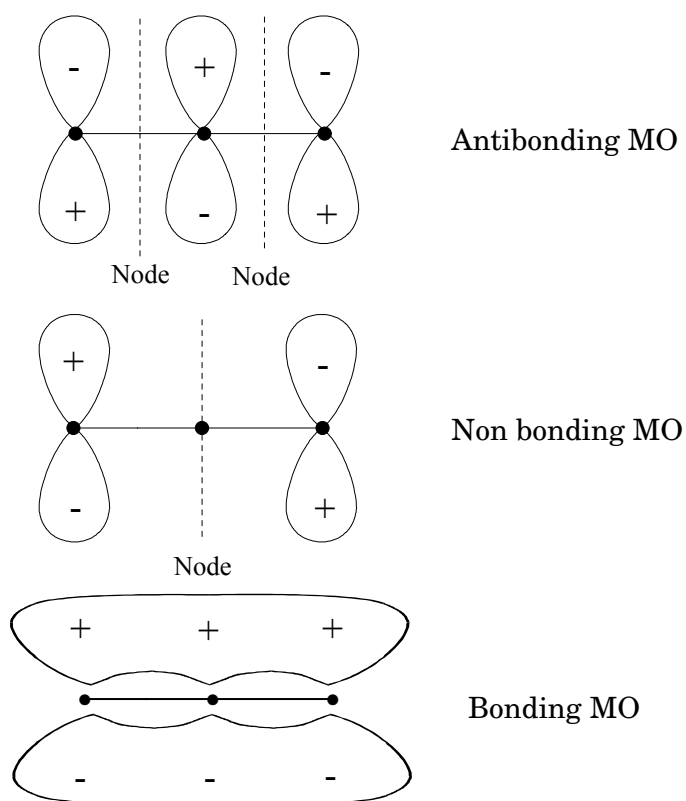 - + -
Antibonding MO
+ - +
Node Node
+ -
Non bonding MO
- +
Node
+ + +
Bonding MO
- - -